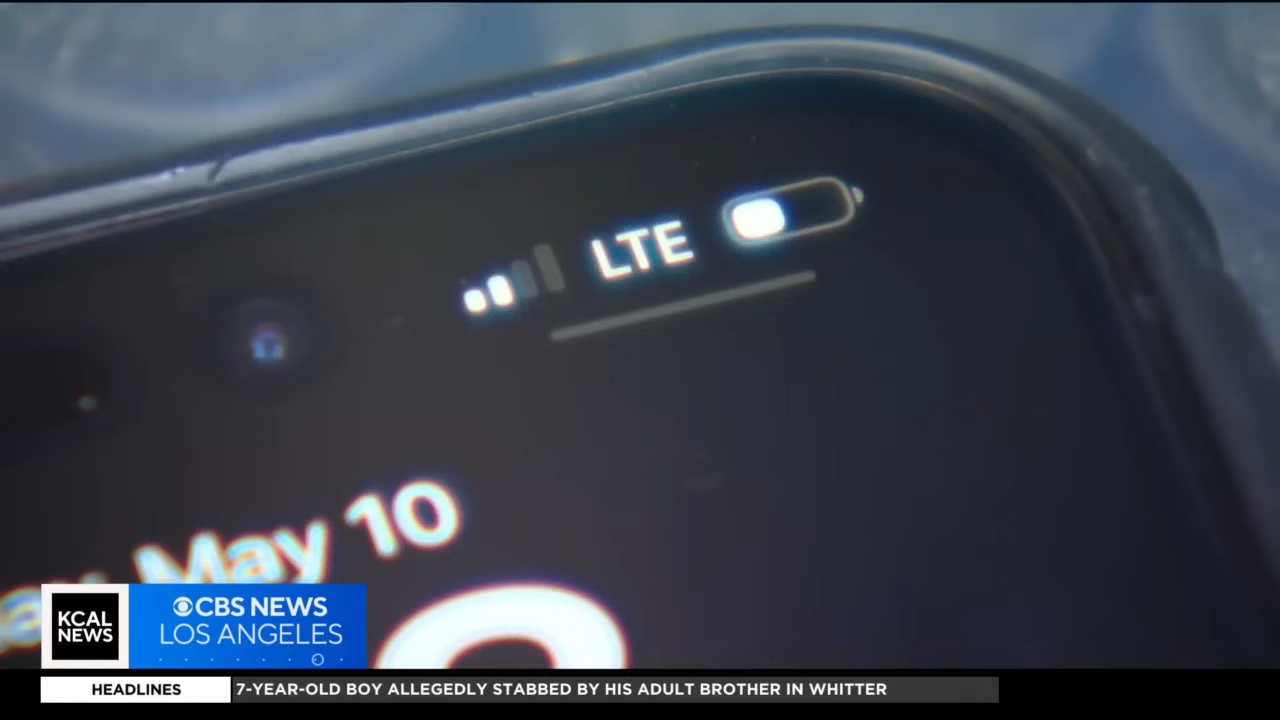 LTE
May 10
KCAL
NEWS
CBS NEWS
LOS ANGELES
HEADLINES
7-YEAR-OLD BOY ALLEGEDLY STABBED BY HIS ADULT BROTHER IN WHITTER